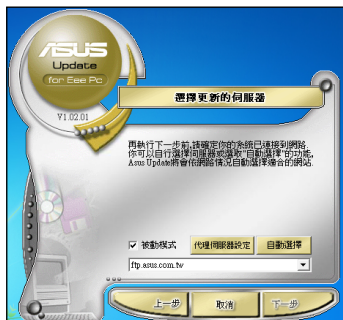 ASUS
Update
(for Eee Pc)
V1.02.01
選擇更新的伺服器
再執行下一步前,請確定你的系統已連接到網路.
你可以自行選擇伺服器或選取"自動選擇"的功能,
Asus Update將會依網路情況自動選擇適合的網站.
被動模式
代理伺服器設定
自動選擇
ftp.asus.com.tw
上一步
取消
下一步